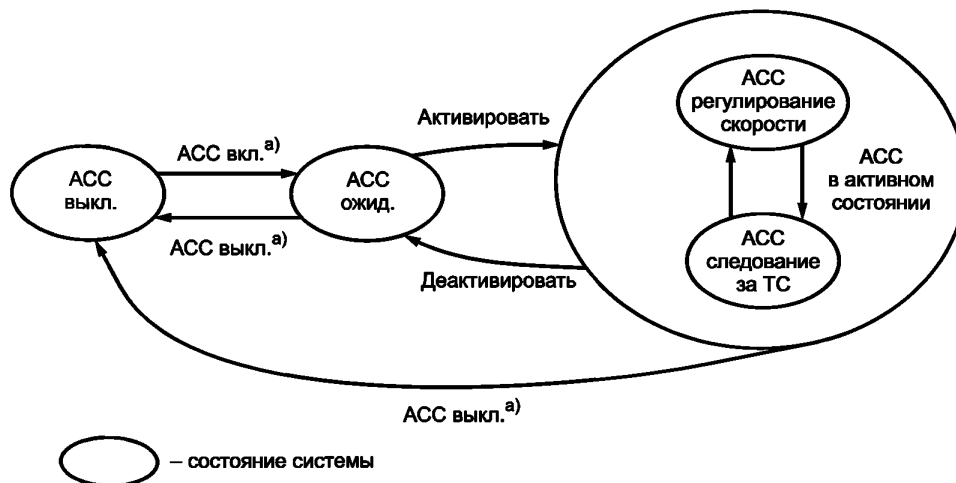 АСС
регулирование
скорости
Активировать
АСС вкл.а)
АСС
выкл.
АСС
ожид.
АСС
в активном
состоянии
АСС выкл.а)
АСС
следование
за ТС
Деактивировать
АСС выкл.а)
– состояние системы